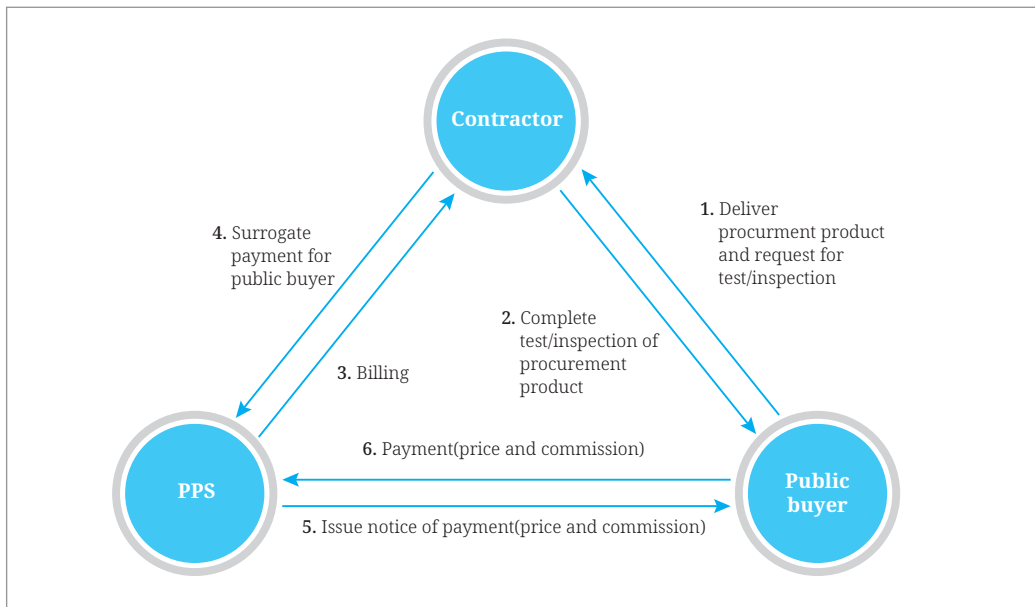 Contractor
1. Deliver
procurment product
and request for
test/inspection
4. Surrogate
payment for
public buyer
2. Complete
test/inspection of
procurement
product
3. Billing
6. Payment(price and commission)
PPS
Public
buyer
5. Issue notice of payment(price and commission)